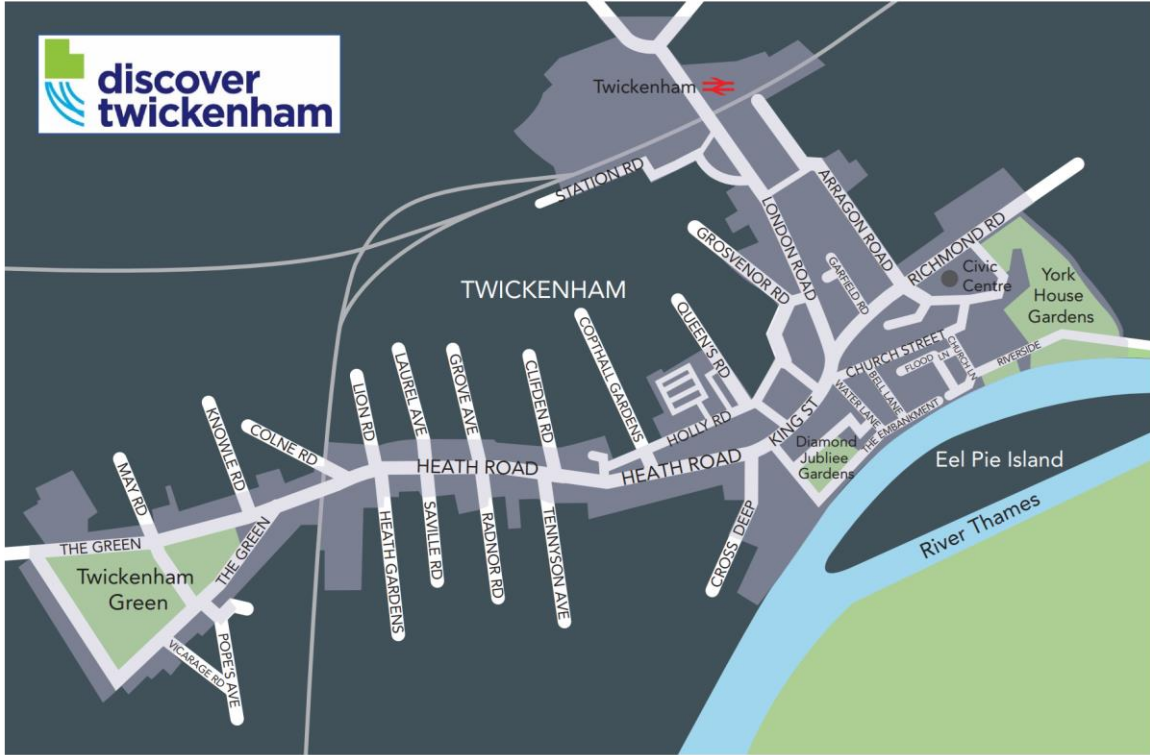 discover
twickenham
Twickenham
STATION RD
LONDON ROAD
ARRAGON ROAD
RICHMOND RD
GROSVENOR RD
GARFIELD RD
Civic
Centre
York
House
Gardens
TWICKENHAM
QUEEN'S RD
COPTHALL GARDENS
CHURCH STREET
FLOOD LN
CHURCH LN
RIVERSIDE
BELL LANE
WATER LANE
THE EMBANKMENT
KING ST
HOLLY RD
Diamond
Jubliee
Gardens
Eel Pie Island
River Thames
LION RD
LAUREL AVE
GROVE AVE
CLIFDEN RD
KNOWLE RD
COLNE RD
MAY RD
HEATH ROAD
HEATH ROAD
HEATH GARDENS
SAVILLE RD
RADNOR RD
TENNYSON AVE
CROSS DEEP
THE GREEN
THE GREEN
Twickenham
Green
VICARAGE RD
POPE'S AVE